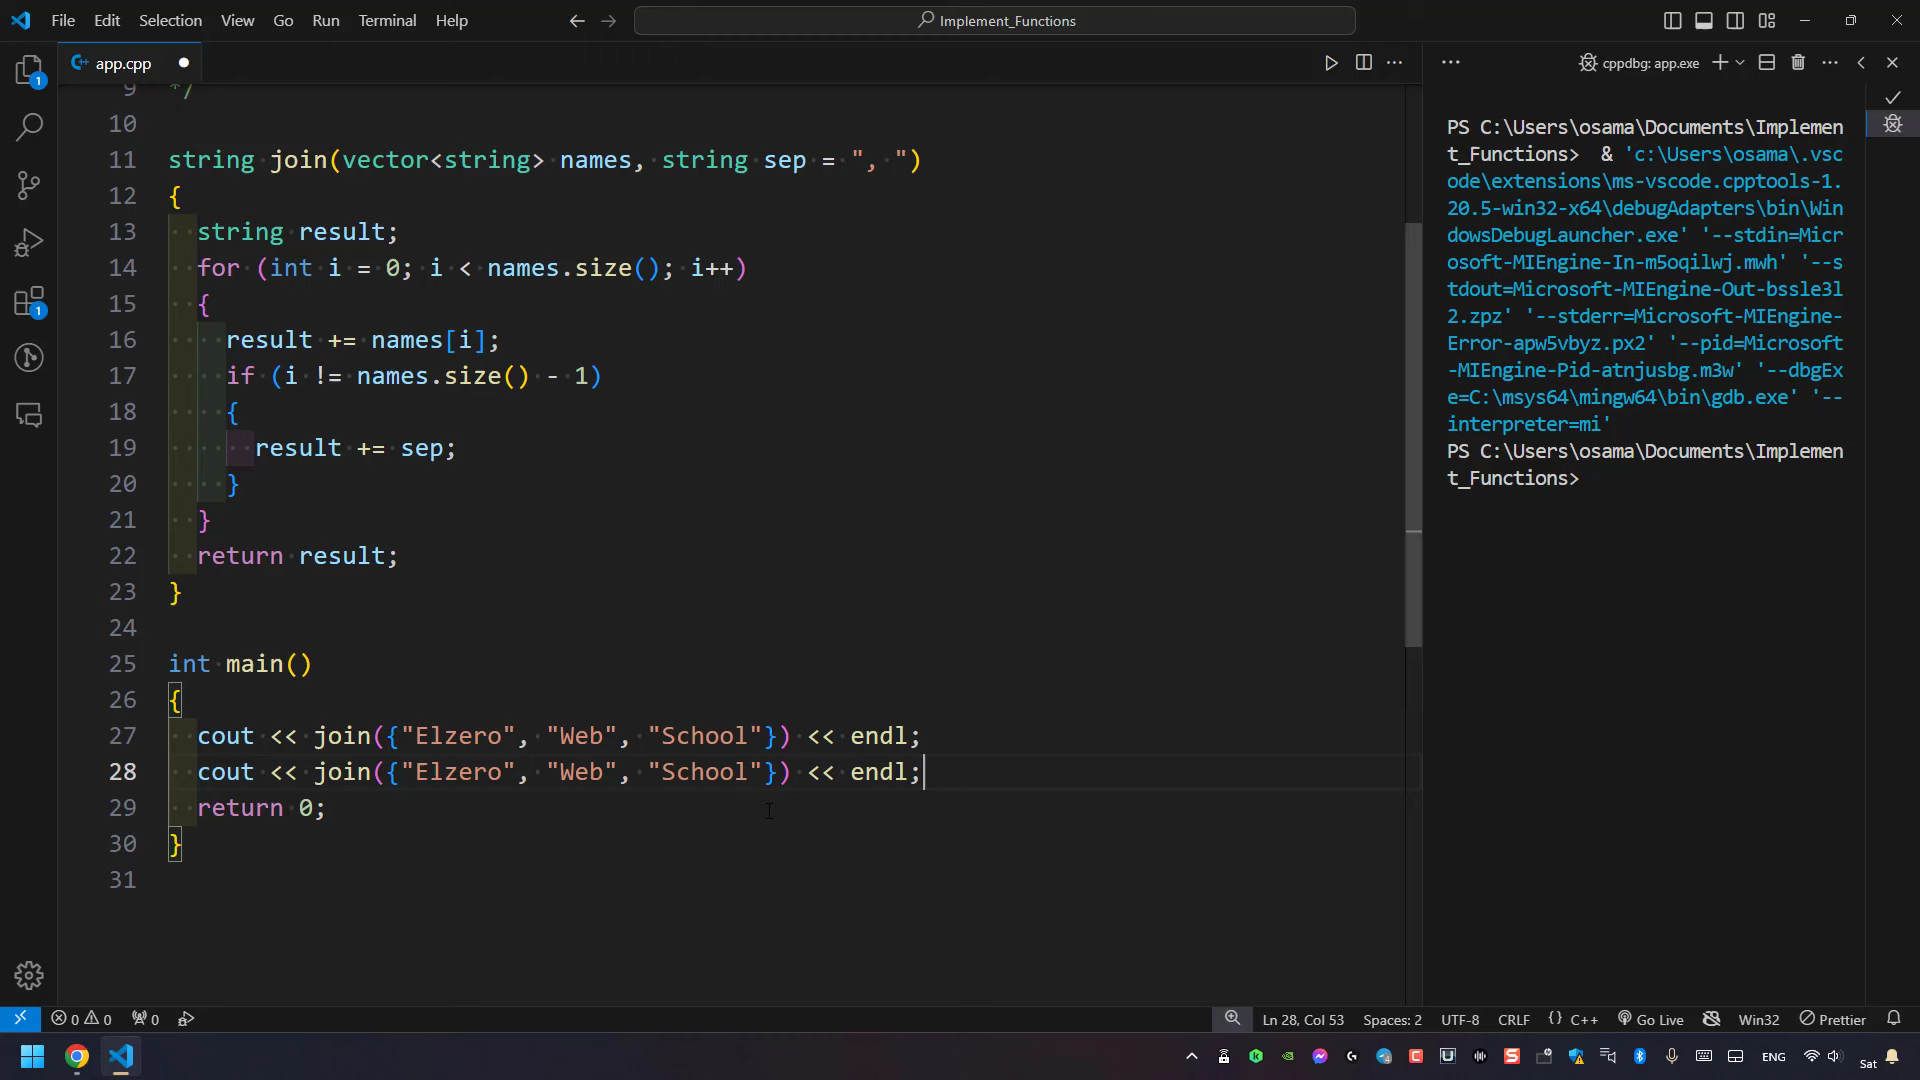 File Edit Selection View Go Run Terminal Help
Implement_Functions
app.cpp
cppdbg: app.exe
9 */
10
11 string join(vector<string> names, string sep = ", ")
12 {
13 string result;
14 for (int i = 0; i < names.size(); i++)
15 {
16 result += names[i];
17 if (i != names.size() - 1)
18 {
19 result += sep;
20 }
21 }
22 return result;
23 }
24
25 int main()
26 {
27 cout << join({"Elzero", "Web", "School"}) << endl;
28 cout << join({"Elzero", "Web", "School"}) << endl;
29 return 0;
30 }
31
PS C:\Users\osama\Documents\Implemen
t_Functions> & 'c:\Users\osama\.vsc
ode\extensions\ms-vscode.cpptools-1.
20.5-win32-x64\debugAdapters\bin\Win
dowsDebugLauncher.exe' '--stdin=Micr
osoft-MIEngine-In-m5oqilwj.mwh' '--s
tdout=Microsoft-MIEngine-Out-bssle3l
2.zpz' '--stderr=Microsoft-MIEngine-
Error-apw5vbyz.px2' '--pid=Microsoft
-MIEngine-Pid-atnjusbg.m3w' '--dbgEx
e=C:\msys64\mingw64\bin\gdb.exe' '--
interpreter=mi'
PS C:\Users\osama\Documents\Implemen
t_Functions>
1
1
0 0 0 Ln 28, Col 53 Spaces: 2 UTF-8 CRLF {} C++ Go Live Win32 Prettier
ENG Sat